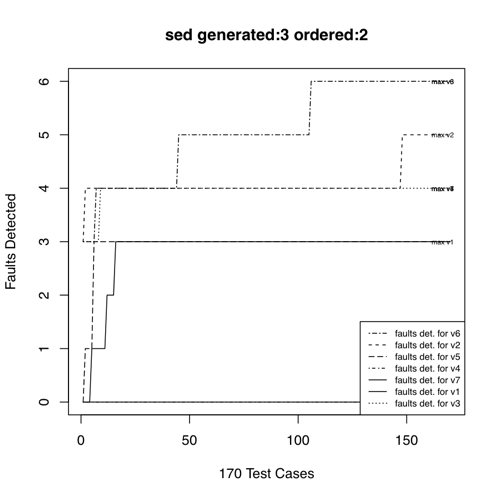 sed generated:3 ordered:2
Faults Detected
6
5
4
3
2
1
0
max v2
max v1
faults det. for v6
faults det. for v2
faults det. for v5
faults det. for v4
faults det. for v7
faults det. for v1
faults det. for v3
0
50
100
150
170 Test Cases